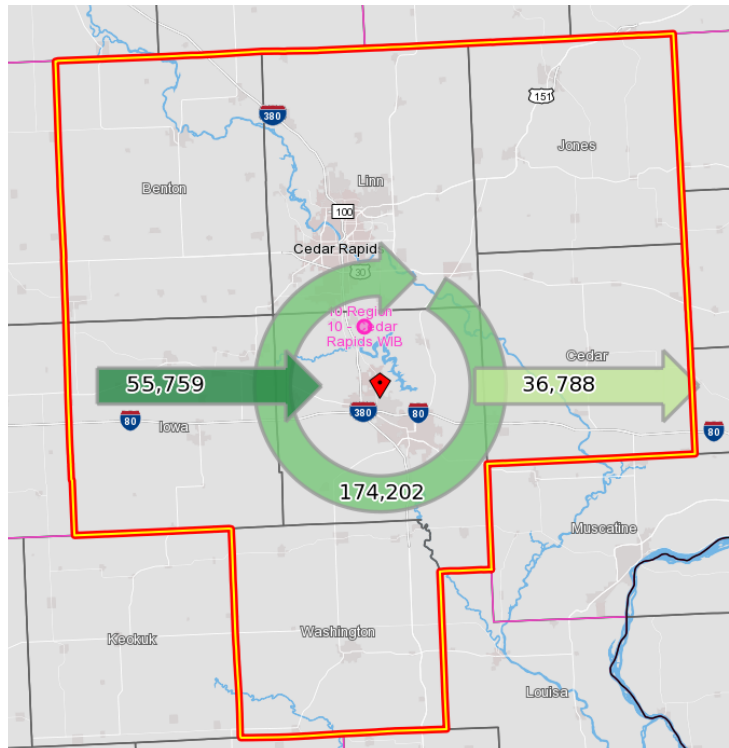 151
380
Jones
Linn
Benton
100
Cedar Rapids
30
10 Region
10 - Cedar
Rapids WIB
Cedar
55,759
36,788
380
80
80
Iowa
80
174,202
Muscatine
Washington
Keokuk
Louisa